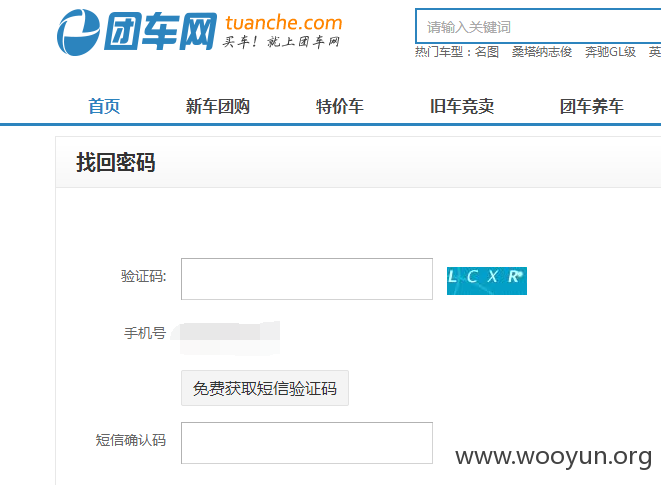 团车网 tuanche.com
买车！就上团车网
请输入关键词
热门车型：名图 桑塔纳志俊 奔驰GL级 英
首页 新车团购 特价车 旧车竞卖 团车养车
找回密码
验证码: LCXR
手机号
免费获取短信验证码
短信确认码
www.wooyun.org